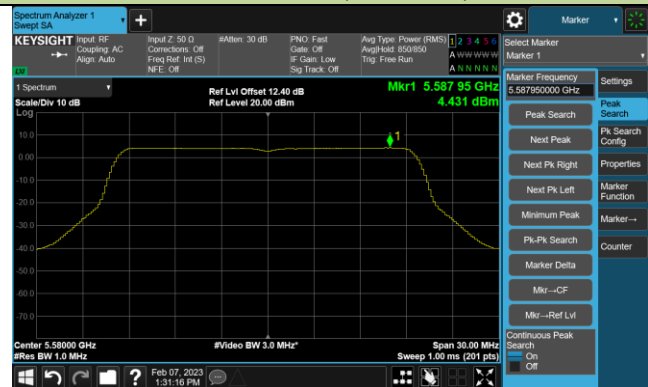 Spectrum Analyzer 1
Swept SA
Marker
KEYSIGHT
Input: RF
Coupling: AC
Align: Auto
Input Z: 50 Ω
Corrections: Off
Freq Ref: Int (S)
NFE: Off
#Atten: 30 dB
PNO: Fast
Gate: Off
IF Gain: Low
Sig Track: Off
Avg Type: Power (RMS)
Avg|Hold: 850/850
Trig: Free Run
1 2 3 4 5 6
A W W W W W
A N N N N N
1 Spectrum
Scale/Div 10 dB
Log
Ref Lvl Offset 12.40 dB
Ref Level 20.00 dBm
Mkr1 5.587 95 GHz
4.431 dBm
1
10.0
0.00
-10.0
-20.0
-30.0
-40.0
-50.0
-60.0
-70.0
Center 5.58000 GHz
#Res BW 1.0 MHz
#Video BW 3.0 MHz*
Span 30.00 MHz
Sweep 1.00 ms (201 pts)
Select Marker
Marker 1
Marker Frequency
5.587950000 GHz
Peak Search
Next Peak
Next Pk Right
Next Pk Left
Minimum Peak
Pk-Pk Search
Marker Delta
Mkr→CF
Mkr→Ref Lvl
Continuous Peak
Search
On
Off
Settings
Peak
Search
Pk Search
Config
Properties
Marker
Function
Marker→
Counter
Feb 07, 2023
1:31:16 PM